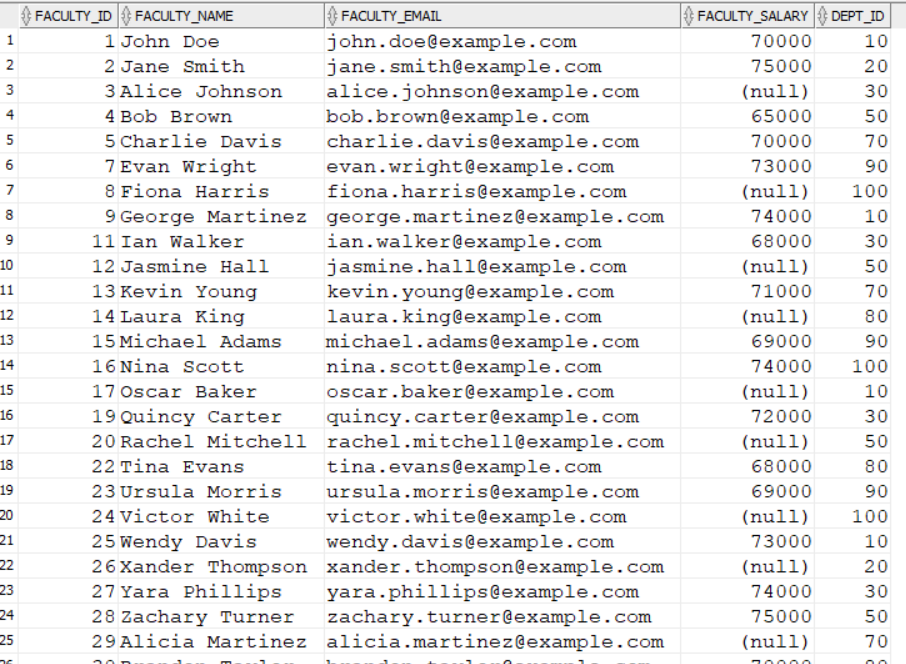 FACULTY_ID FACULTY_NAME FACULTY_EMAIL FACULTY_SALARY DEPT_ID
1 1 John Doe john.doe@example.com 70000 10
2 2 Jane Smith jane.smith@example.com 75000 20
3 3 Alice Johnson alice.johnson@example.com (null) 30
4 4 Bob Brown bob.brown@example.com 65000 50
5 5 Charlie Davis charlie.davis@example.com 70000 70
6 7 Evan Wright evan.wright@example.com 73000 90
7 8 Fiona Harris fiona.harris@example.com (null) 100
8 9 George Martinez george.martinez@example.com 74000 10
9 11 Ian Walker ian.walker@example.com 68000 30
10 12 Jasmine Hall jasmine.hall@example.com (null) 50
11 13 Kevin Young kevin.young@example.com 71000 70
12 14 Laura King laura.king@example.com (null) 80
13 15 Michael Adams michael.adams@example.com 69000 90
14 16 Nina Scott nina.scott@example.com 74000 100
15 17 Oscar Baker oscar.baker@example.com (null) 10
16 19 Quincy Carter quincy.carter@example.com 72000 30
17 20 Rachel Mitchell rachel.mitchell@example.com (null) 50
18 22 Tina Evans tina.evans@example.com 68000 80
19 23 Ursula Morris ursula.morris@example.com 69000 90
20 24 Victor White victor.white@example.com (null) 100
21 25 Wendy Davis wendy.davis@example.com 73000 10
22 26 Xander Thompson xander.thompson@example.com (null) 20
23 27 Yara Phillips yara.phillips@example.com 74000 30
24 28 Zachary Turner zachary.turner@example.com 75000 50
25 29 Alicia Martinez alicia.martinez@example.com (null) 70